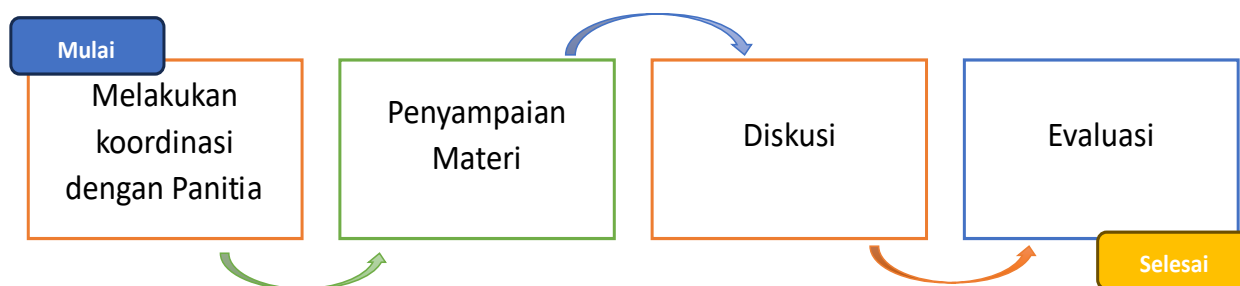 Mulai
Melakukan
koordinasi
dengan Panitia
Penyampaian
Materi
Diskusi
Evaluasi
Selesai